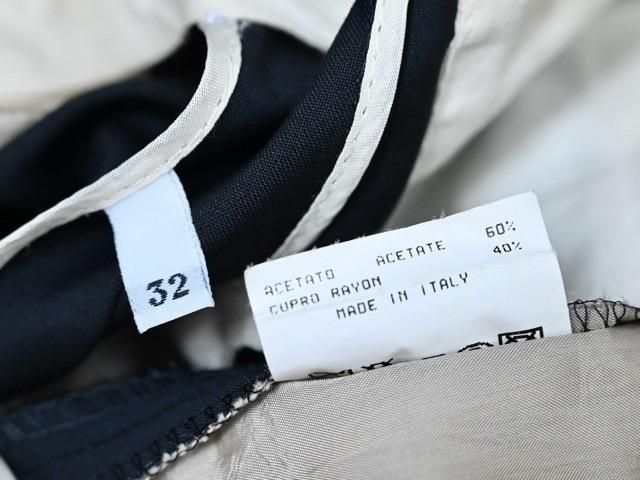 32
ACETATO ACETATE 60%
CUPRO RAYON 40%
MADE IN ITALY